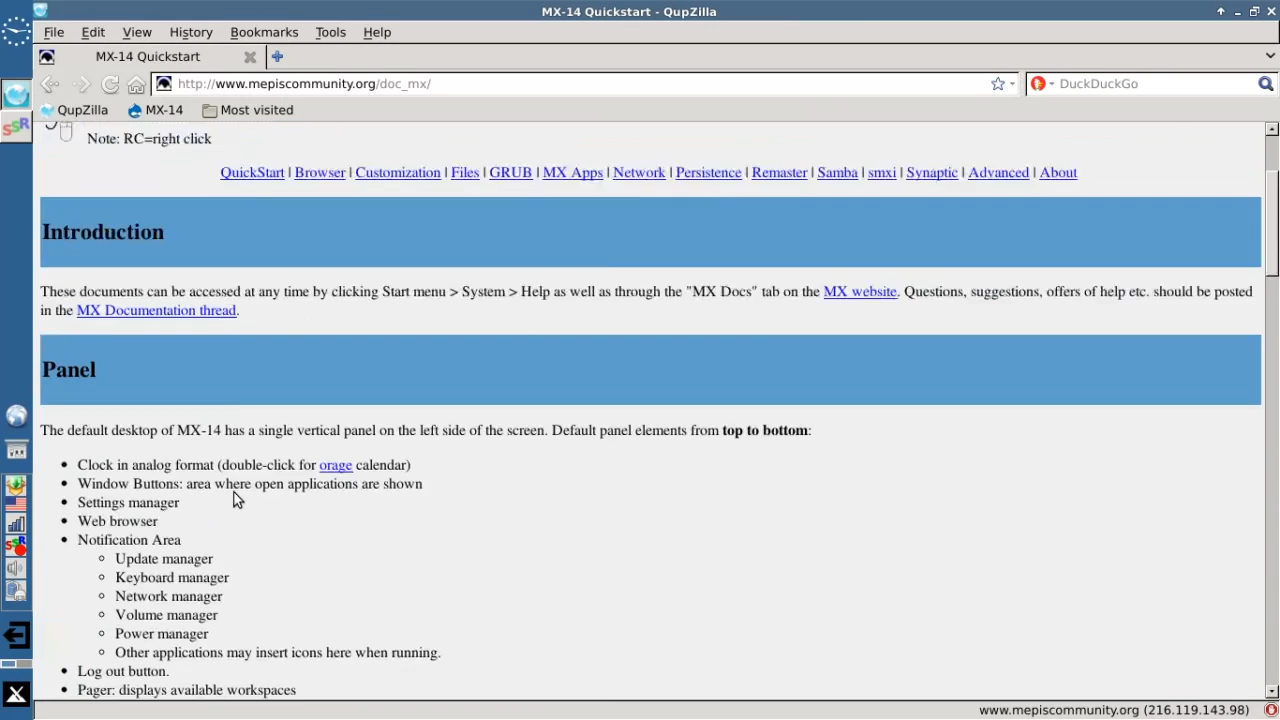 MX-14 Quickstart - QupZilla
File Edit View History Bookmarks Tools Help
MX-14 Quickstart
http://www.mepiscommunity.org/doc_mx/ DuckDuckGo
QupZilla MX-14 Most visited
Note: RC=right click
QuickStart | Browser | Customization | Files | GRUB | MX Apps | Network | Persistence | Remaster | Samba | smxi | Synaptic | Advanced | About
Introduction
These documents can be accessed at any time by clicking Start menu > System > Help as well as through the "MX Docs" tab on the MX website. Questions, suggestions, offers of help etc. should be posted
in the MX Documentation thread.
Panel
The default desktop of MX-14 has a single vertical panel on the left side of the screen. Default panel elements from top to bottom:
Clock in analog format (double-click for orage calendar)
Window Buttons: area where open applications are shown
Settings manager
Web browser
Notification Area
Update manager
Keyboard manager
Network manager
Volume manager
Power manager
Other applications may insert icons here when running.
Log out button.
Pager: displays available workspaces
www.mepiscommunity.org (216.119.143.98)
SSR
SSR